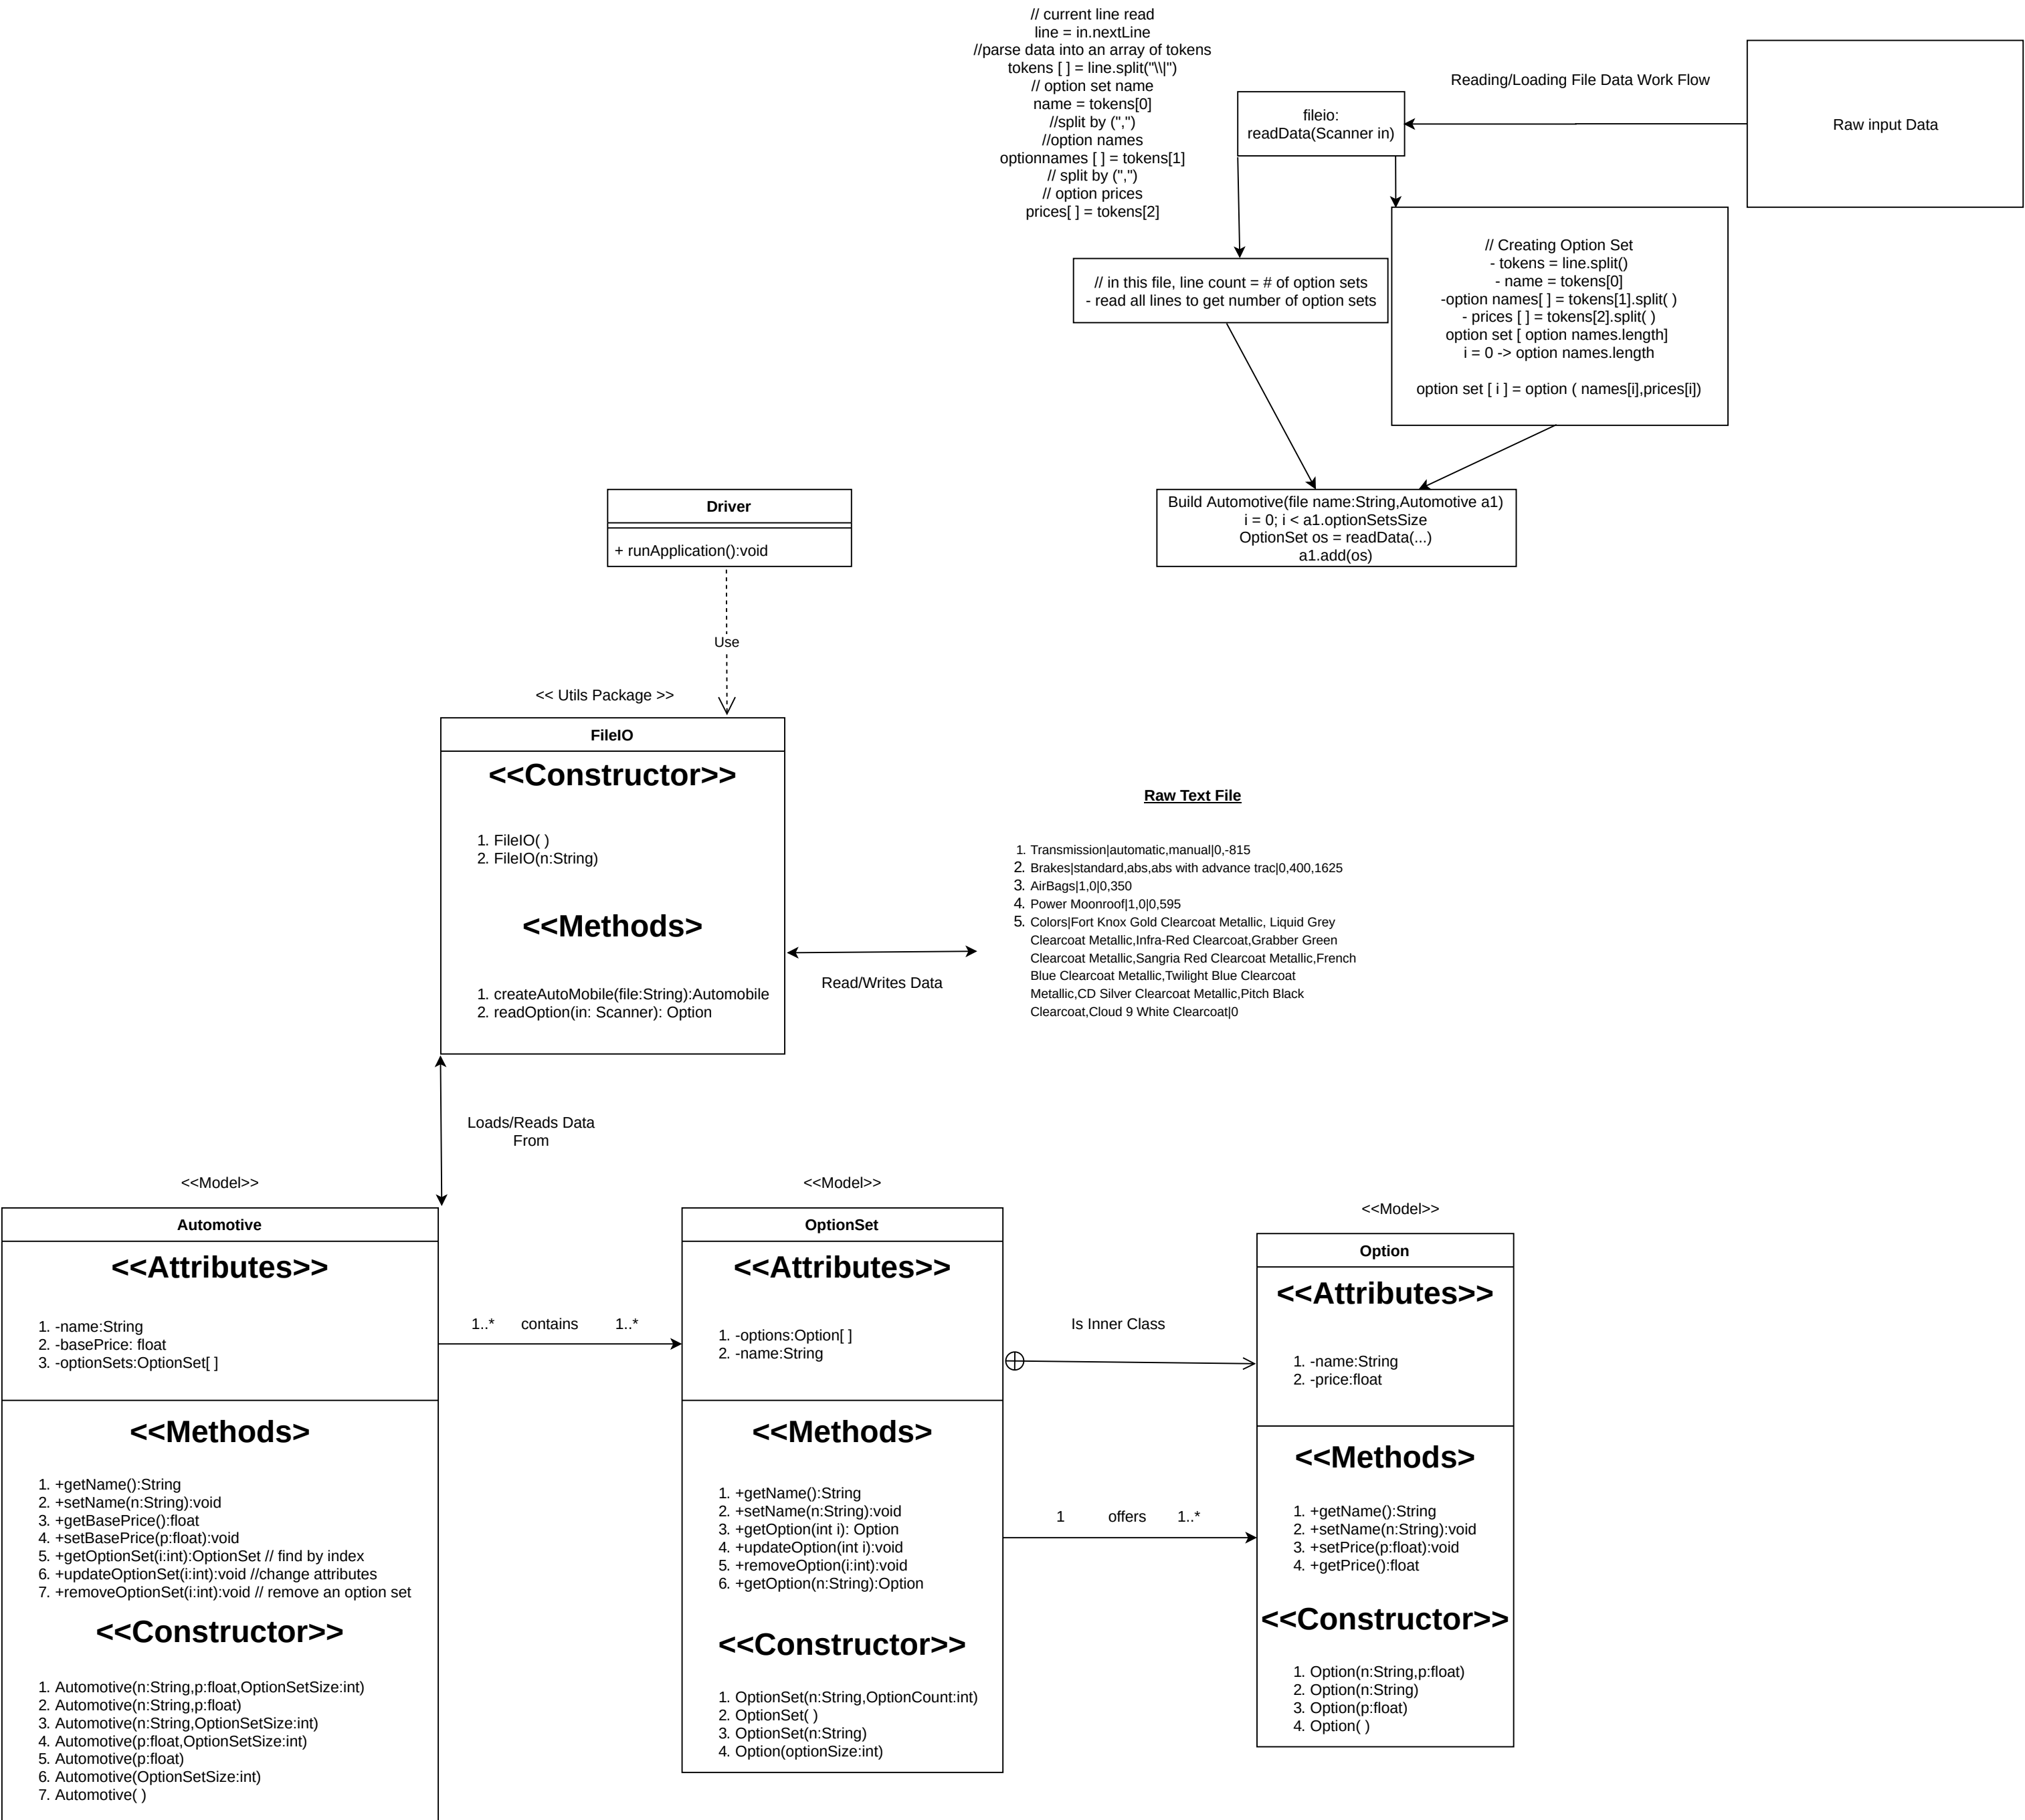 // current line read
line = in.nextLine
//parse data into an array of tokens
tokens [ ] = line.split("\\|")
// option set name
name = tokens[0]
//split by (",")
//option names
optionnames [ ] = tokens[1]
// split by (",")
// option prices
prices[ ] = tokens[2]
Reading/Loading File Data Work Flow
Raw input Data
fileio:
readData(Scanner in)
// in this file, line count = # of option sets
- read all lines to get number of option sets
// Creating Option Set
- tokens = line.split()
- name = tokens[0]
-option names[ ] = tokens[1].split( )
- prices [ ] = tokens[2].split( )
option set [ option names.length]
i = 0 -> option names.length
option set [ i ] = option ( names[i],prices[i])
Build Automotive(file name:String,Automotive a1)
i = 0; i < a1.optionSetsSize
OptionSet os = readData(...)
a1.add(os)
Driver
+ runApplication():void
Use
<< Utils Package >>
FileIO
<<Constructor>>
1. FileIO( )
2. FileIO(n:String)
<<Methods>
1. createAutoMobile(file:String):Automobile
2. readOption(in: Scanner): Option
Read/Writes Data
Raw Text File
1. Transmission|automatic,manual|0,-815
2. Brakes|standard,abs,abs with advance trac|0,400,1625
3. AirBags|1,0|0,350
4. Power Moonroof|1,0|0,595
5. Colors|Fort Knox Gold Clearcoat Metallic, Liquid Grey
Clearcoat Metallic,Infra-Red Clearcoat,Grabber Green
Clearcoat Metallic,Sangria Red Clearcoat Metallic,French
Blue Clearcoat Metallic,Twilight Blue Clearcoat
Metallic,CD Silver Clearcoat Metallic,Pitch Black
Clearcoat,Cloud 9 White Clearcoat|0
Loads/Reads Data
From
<<Model>>
Automotive
<<Attributes>>
1. -name:String
2. -basePrice: float
3. -optionSets:OptionSet[ ]
<<Methods>
1. +getName():String
2. +setName(n:String):void
3. +getBasePrice():float
4. +setBasePrice(p:float):void
5. +getOptionSet(i:int):OptionSet // find by index
6. +updateOptionSet(i:int):void //change attributes
7. +removeOptionSet(i:int):void // remove an option set
<<Constructor>>
1. Automotive(n:String,p:float,OptionSetSize:int)
2. Automotive(n:String,p:float)
3. Automotive(n:String,OptionSetSize:int)
4. Automotive(p:float,OptionSetSize:int)
5. Automotive(p:float)
6. Automotive(OptionSetSize:int)
7. Automotive( )
1..* contains 1..*
<<Model>>
OptionSet
<<Attributes>>
1. -options:Option[ ]
2. -name:String
<<Methods>
1. +getName():String
2. +setName(n:String):void
3. +getOption(int i): Option
4. +updateOption(int i):void
5. +removeOption(i:int):void
6. +getOption(n:String):Option
<<Constructor>>
1. OptionSet(n:String,OptionCount:int)
2. OptionSet( )
3. OptionSet(n:String)
4. Option(optionSize:int)
Is Inner Class
1 offers 1..*
<<Model>>
Option
<<Attributes>>
1. -name:String
2. -price:float
<<Methods>
1. +getName():String
2. +setName(n:String):void
3. +setPrice(p:float):void
4. +getPrice():float
<<Constructor>>
1. Option(n:String,p:float)
2. Option(n:String)
3. Option(p:float)
4. Option( )